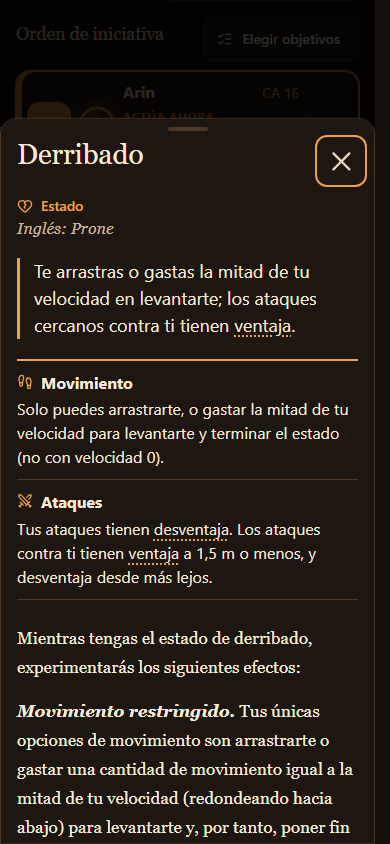 Orden de iniciativa
Elegir objetivos
Arin
CA 16
ACTÚA AHORA
Derribado
Estado
Inglés: Prone
Te arrastras o gastas la mitad de tu
velocidad en levantarte; los ataques
cercanos contra ti tienen ventaja.
Movimiento
Solo puedes arrastrarte, o gastar la mitad de tu
velocidad para levantarte y terminar el estado
(no con velocidad 0).
Ataques
Tus ataques tienen desventaja. Los ataques
contra ti tienen ventaja a 1,5 m o menos, y
desventaja desde más lejos.
Mientras tengas el estado de derribado,
experimentarás los siguientes efectos:
Movimiento restringido. Tus únicas
opciones de movimiento son arrastrarte o
gastar una cantidad de movimiento igual a la
mitad de tu velocidad (redondeando hacia
abajo) para levantarte y, por tanto, poner fin